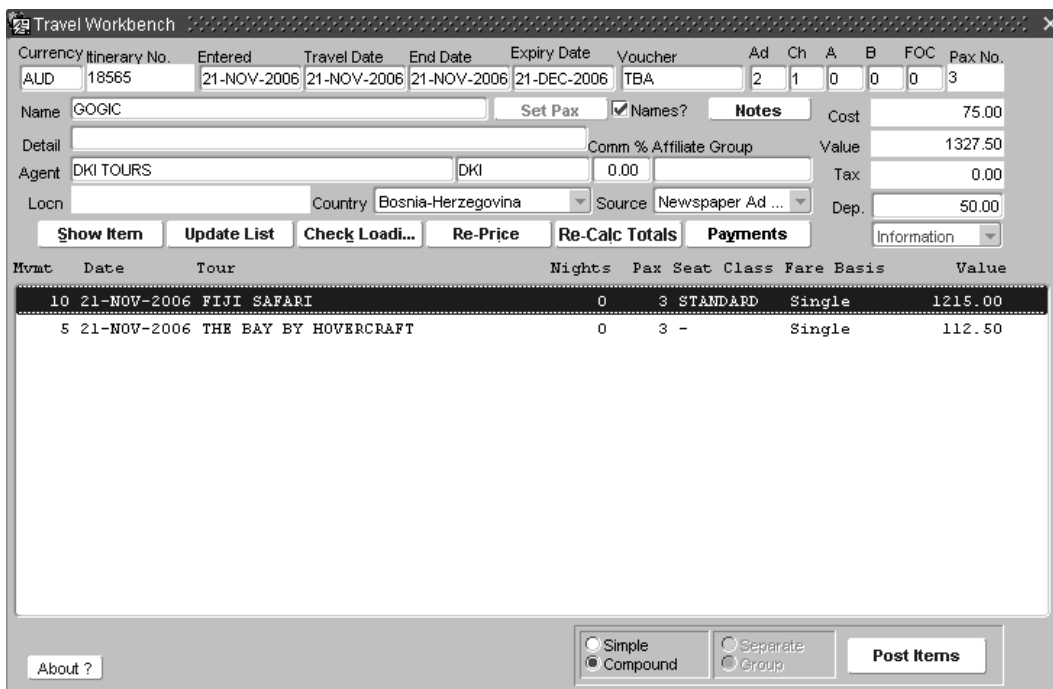 Travel Workbench
Currency Itinerary No. Entered Travel Date End Date Expiry Date Voucher Ad Ch A B FOC Pax No.
AUD 18565 21-NOV-2006 21-NOV-2006 21-NOV-2006 21-DEC-2006 TBA 2 1 0 0 0 3
Name GOGIC Set Pax Names? Notes Cost 75.00
Detail Comm % Affiliate Group Value 1327.50
Agent DKI TOURS DKI 0.00 Tax 0.00
Locn Country Bosnia-Herzegovina Source Newspaper Ad ... Dep. 50.00
Show Item Update List Check Loadi... Re-Price Re-Calc Totals Payments Information
Mvmt Date Tour Nights Pax Seat Class Fare Basis Value
10 21-NOV-2006 FIJI SAFARI 0 3 STANDARD Single 1215.00
5 21-NOV-2006 THE BAY BY HOVERCRAFT 0 3 - Single 112.50
Simple Separate
Compound Group Post Items
About ?